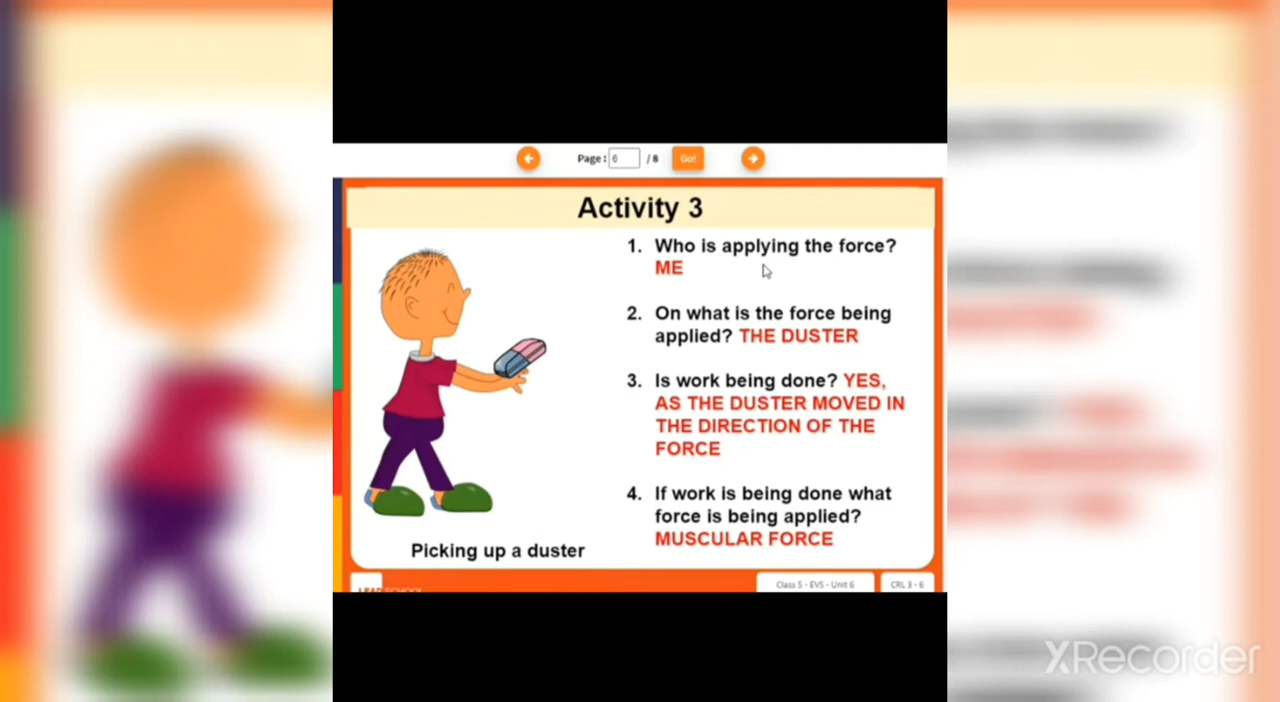 Page: 6 / 8 Go!
Activity 3
1. Who is applying the force?
ME
2. On what is the force being
applied? THE DUSTER
3. Is work being done? YES,
AS THE DUSTER MOVED IN
THE DIRECTION OF THE
FORCE
4. If work is being done what
force is being applied?
MUSCULAR FORCE
Picking up a duster
LEAD SCHOOL
Class 5 - EVS - Unit 6
CRL 3 - 6
XRecorder